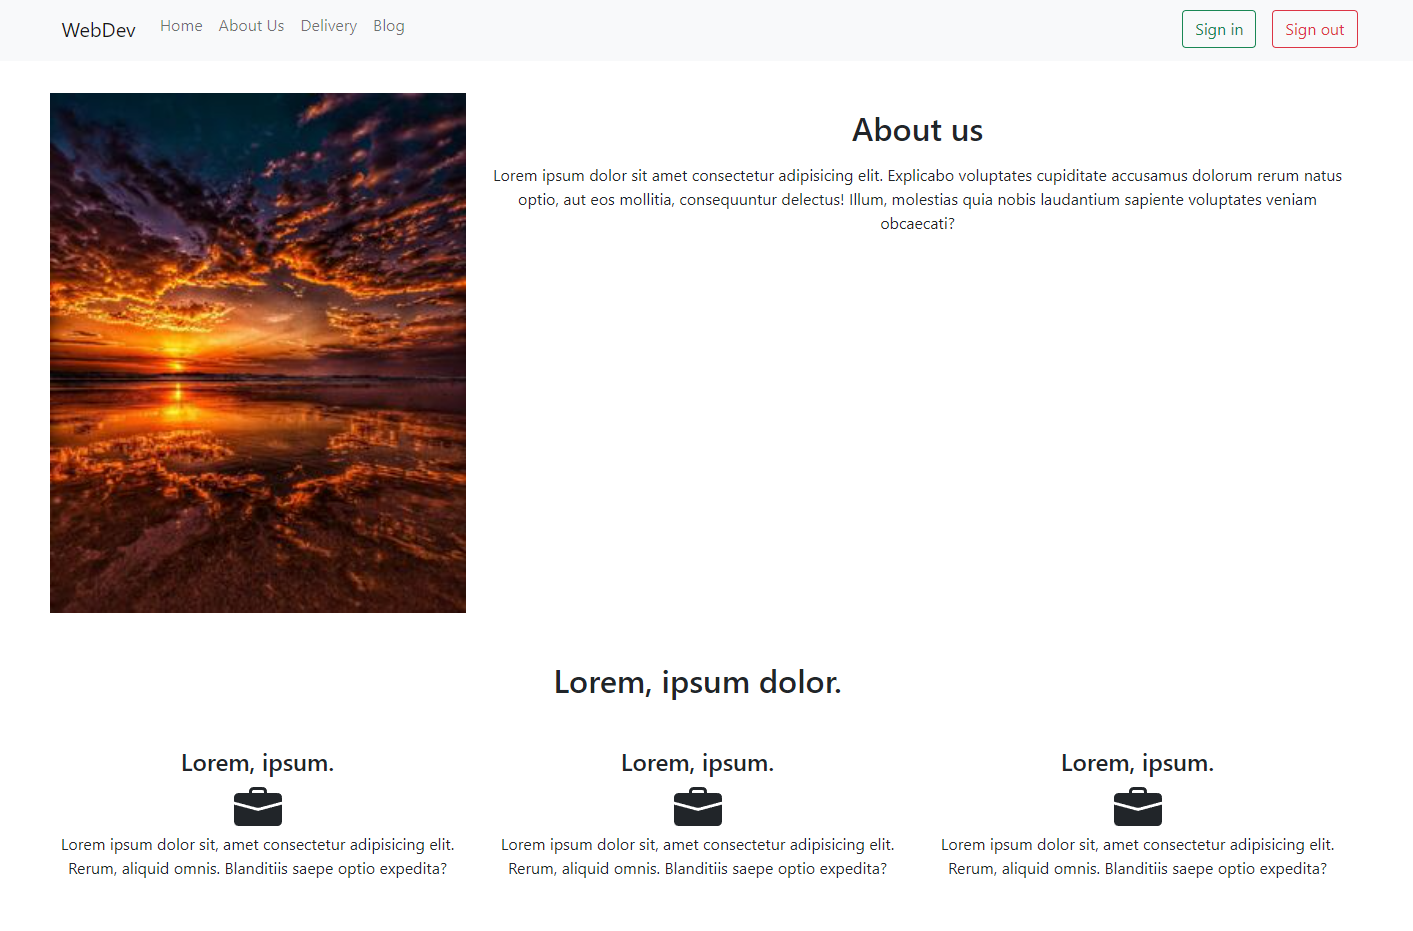 WebDev Home About Us Delivery Blog Sign in Sign out
About us
Lorem ipsum dolor sit amet consectetur adipisicing elit. Explicabo voluptates cupiditate accusamus dolorum rerum natus
optio, aut eos mollitia, consequuntur delectus! Illum, molestias quia nobis laudantium sapiente voluptates veniam
obcaecati?
Lorem, ipsum dolor.
Lorem, ipsum.
Lorem ipsum dolor sit, amet consectetur adipisicing elit.
Rerum, aliquid omnis. Blanditiis saepe optio expedita?
Lorem, ipsum.
Lorem ipsum dolor sit, amet consectetur adipisicing elit.
Rerum, aliquid omnis. Blanditiis saepe optio expedita?
Lorem, ipsum.
Lorem ipsum dolor sit, amet consectetur adipisicing elit.
Rerum, aliquid omnis. Blanditiis saepe optio expedita?